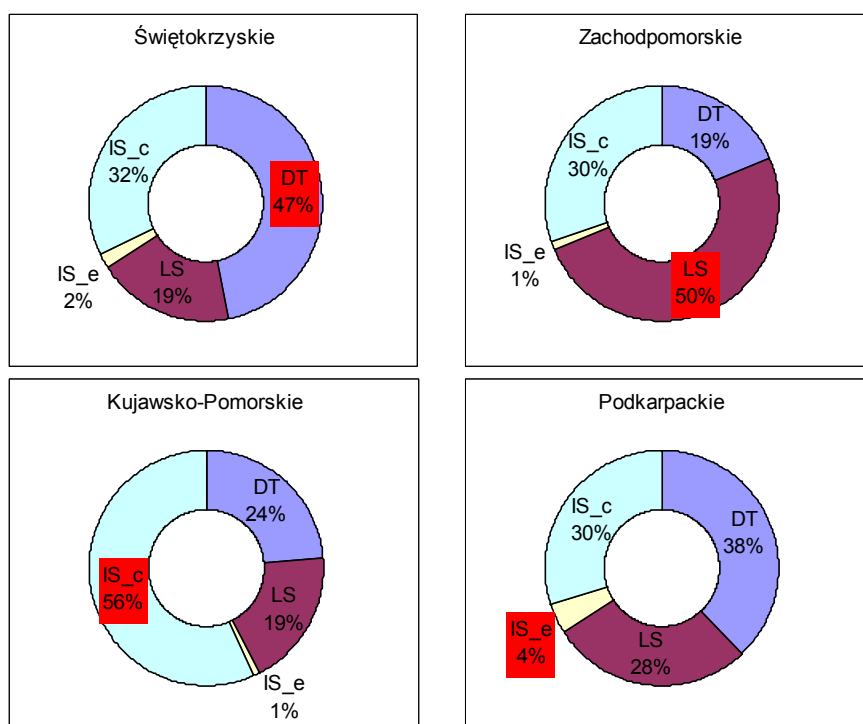 Świętokrzyskie
IS_c
32%
DT
47%
IS_e
2%
LS
19%
Zachodpomorskie
DT
19%
IS_c
30%
IS_e
1%
LS
50%
Kujawsko-Pomorskie
DT
24%
IS_c
56%
LS
19%
IS_e
1%
Podkarpackie
IS_c
30%
DT
38%
IS_e
4%
LS
28%